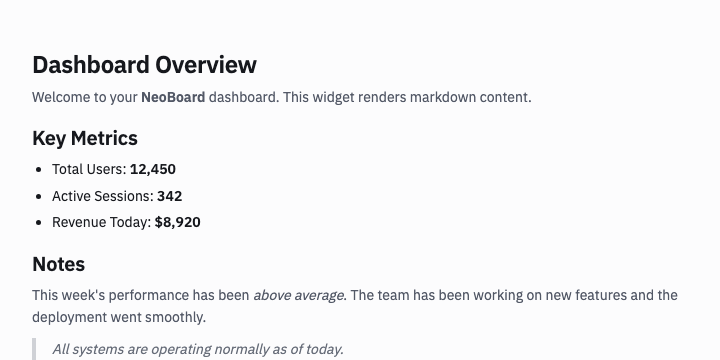 Dashboard Overview
Welcome to your NeoBoard dashboard. This widget renders markdown content.
Key Metrics
Total Users: 12,450
Active Sessions: 342
Revenue Today: $8,920
Notes
This week's performance has been above average. The team has been working on new features and the
deployment went smoothly.
All systems are operating normally as of today.